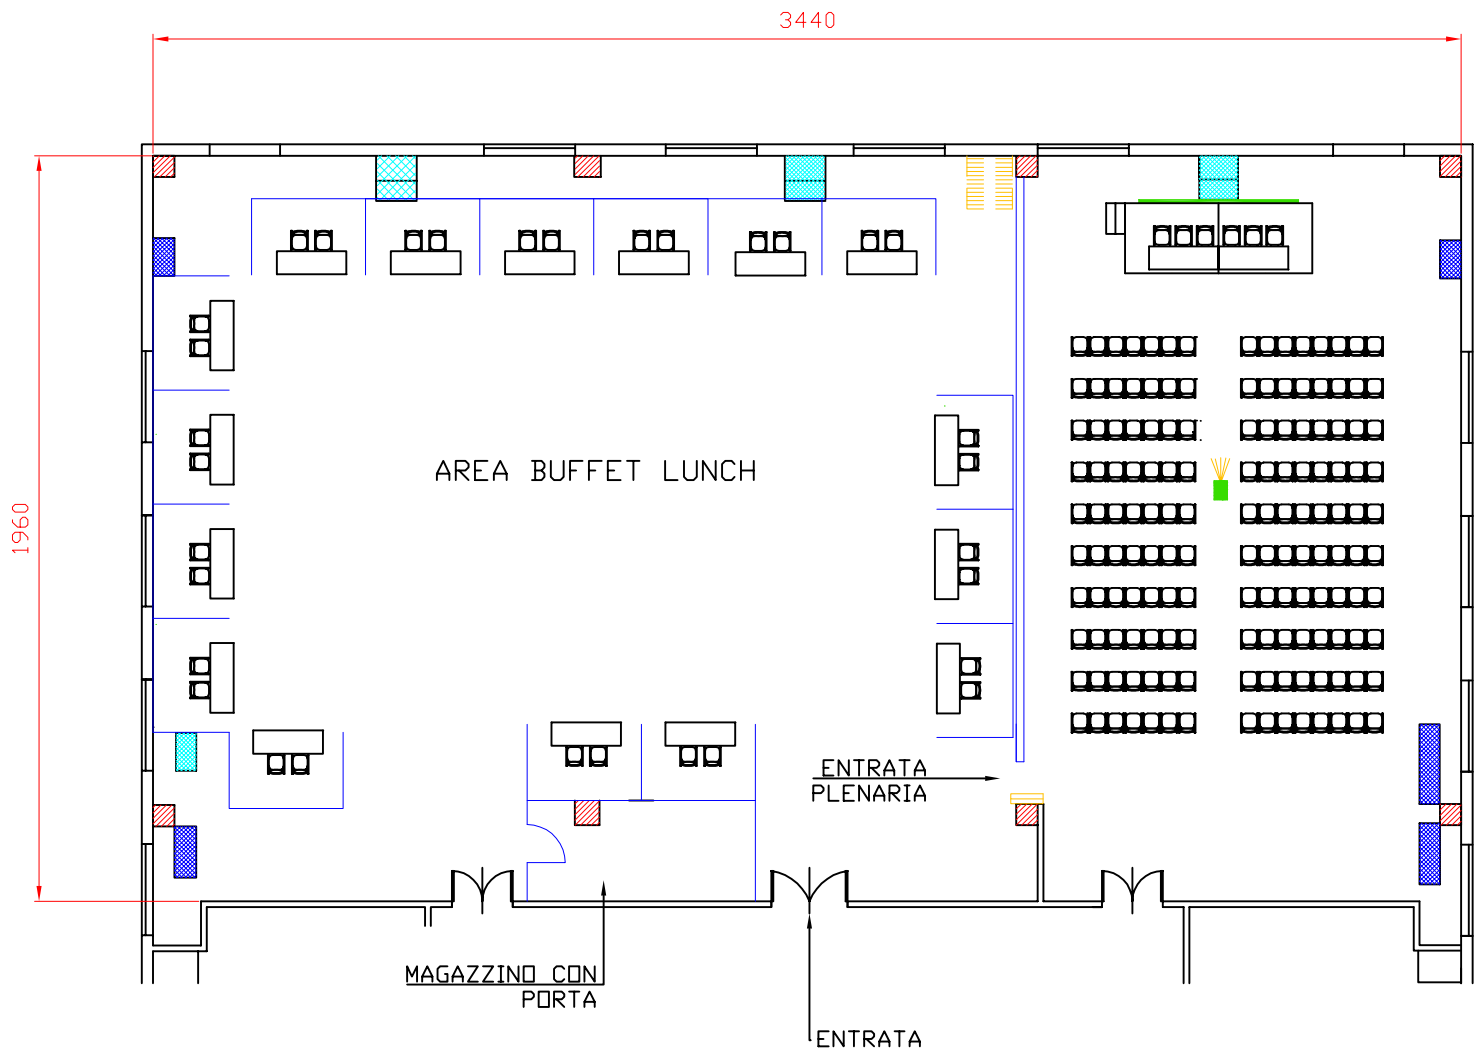 3440
1960
AREA BUFFET LUNCH
ENTRATA
PLENARIA
MAGAZZINO CON
PORTA
ENTRATA